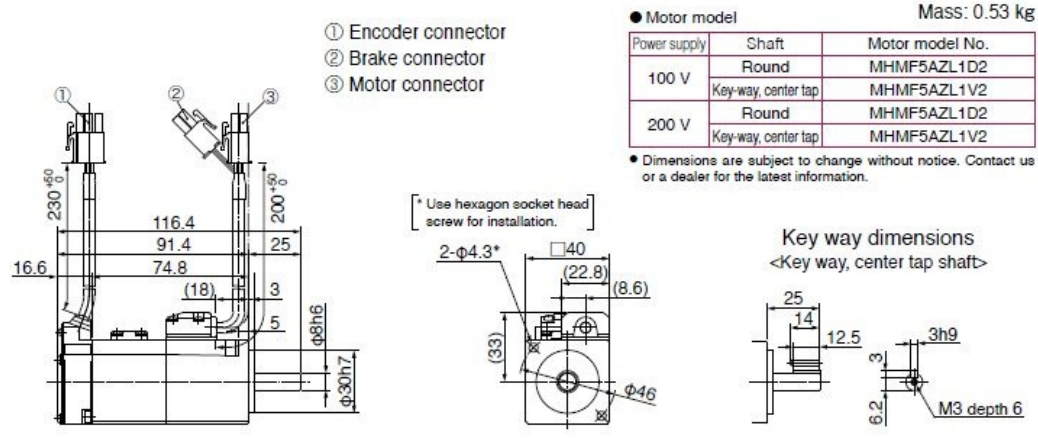 ① Encoder connector
② Brake connector
③ Motor connector
● Motor model
Mass: 0.53 kg
Power supply Shaft Motor model No.
100 V Round MHMF5AZL1D2
Key-way, center tap MHMF5AZL1V2
200 V Round MHMF5AZL1D2
Key-way, center tap MHMF5AZL1V2
● Dimensions are subject to change without notice. Contact us
or a dealer for the latest information.
① ② ③
230 +50 0
200 +50 0
116.4
91.4 25
16.6 74.8
(18) 3
5
ϕ8h6
ϕ30h7
* Use hexagon socket head
screw for installation.
2-ϕ4.3*
□40
(22.8)
(8.6)
(33)
ϕ46
Key way dimensions
<Key way, center tap shaft>
25
14
12.5
3h9
3
6.2
M3 depth 6